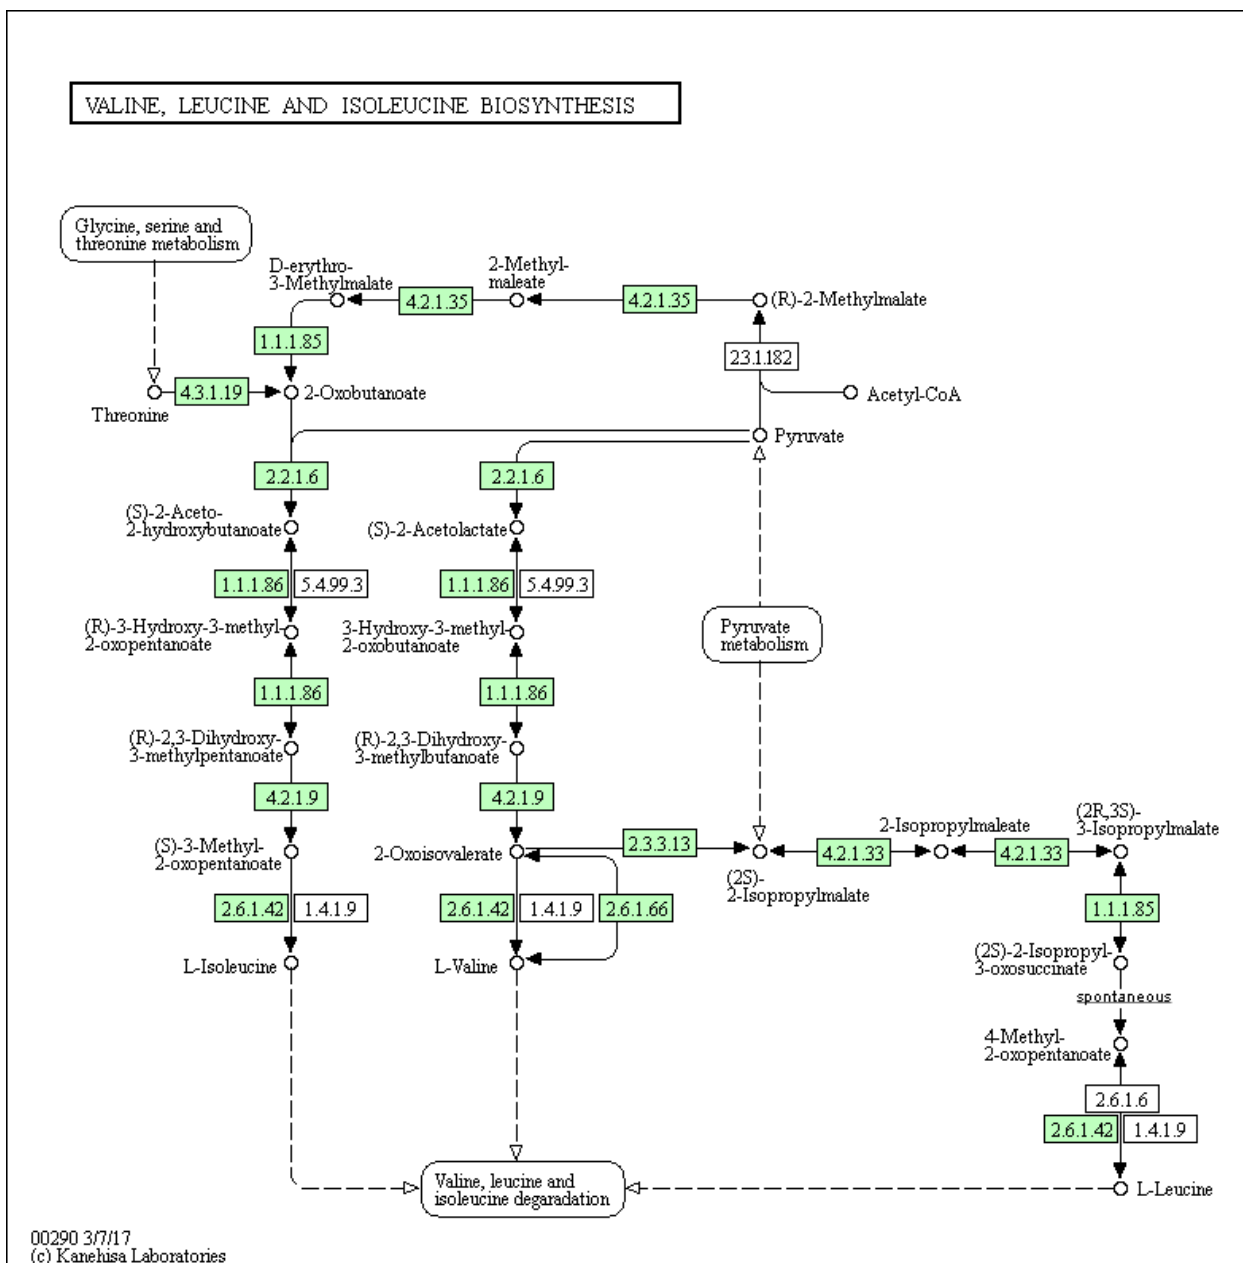 VALINE, LEUCINE AND ISOLEUCINE BIOSYNTHESIS
Glycine, serine and
threonine metabolism
D-erythro-
3-Methylmalate
4.2.1.35
2-Methyl-
maleate
4.2.1.35
(R)-2-Methylmalate
1.1.1.85
2.3.1.182
Threonine
4.3.1.19
2-Oxobutanoate
Acetyl-CoA
Pyruvate
2.2.1.6
2.2.1.6
(S)-2-Aceto-
2-hydroxybutanoate
(S)-2-Acetolactate
1.1.1.86
5.4.99.3
1.1.1.86
5.4.99.3
(R)-3-Hydroxy-3-methyl-
2-oxopentanoate
3-Hydroxy-3-methyl-
2-oxobutanoate
Pyruvate
metabolism
1.1.1.86
1.1.1.86
(R)-2,3-Dihydroxy-
3-methylpentanoate
(R)-2,3-Dihydroxy-
3-methylbutanoate
4.2.1.9
4.2.1.9
(S)-3-Methyl-
2-oxopentanoate
2-Oxoisovalerate
2.3.3.13
(2S)-
2-Isopropylmalate
4.2.1.33
2-Isopropylmaleate
4.2.1.33
(2R,3S)-
3-Isopropylmalate
2.6.1.42
1.4.1.9
2.6.1.42
1.4.1.9
2.6.1.66
1.1.1.85
L-Isoleucine
L-Valine
(2S)-2-Isopropyl-
3-oxosuccinate
spontaneous
4-Methyl-
2-oxopentanoate
2.6.1.6
2.6.1.42
1.4.1.9
Valine, leucine and
isoleucine degaradation
L-Leucine
00290 3/7/17
(c) Kanehisa Laboratories